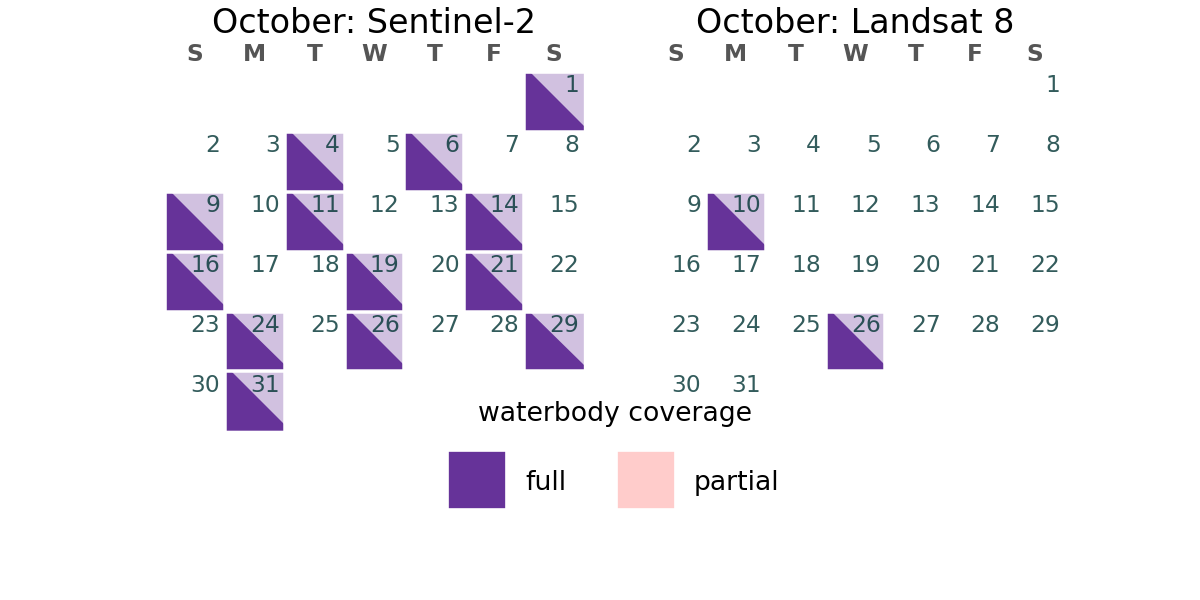 October: Sentinel-2
S M T W T F S
1
2 3 4 5 6 7 8
9 10 11 12 13 14 15
16 17 18 19 20 21 22
23 24 25 26 27 28 29
30 31
October: Landsat 8
S M T W T F S
1
2 3 4 5 6 7 8
9 10 11 12 13 14 15
16 17 18 19 20 21 22
23 24 25 26 27 28 29
30 31
waterbody coverage
full partial